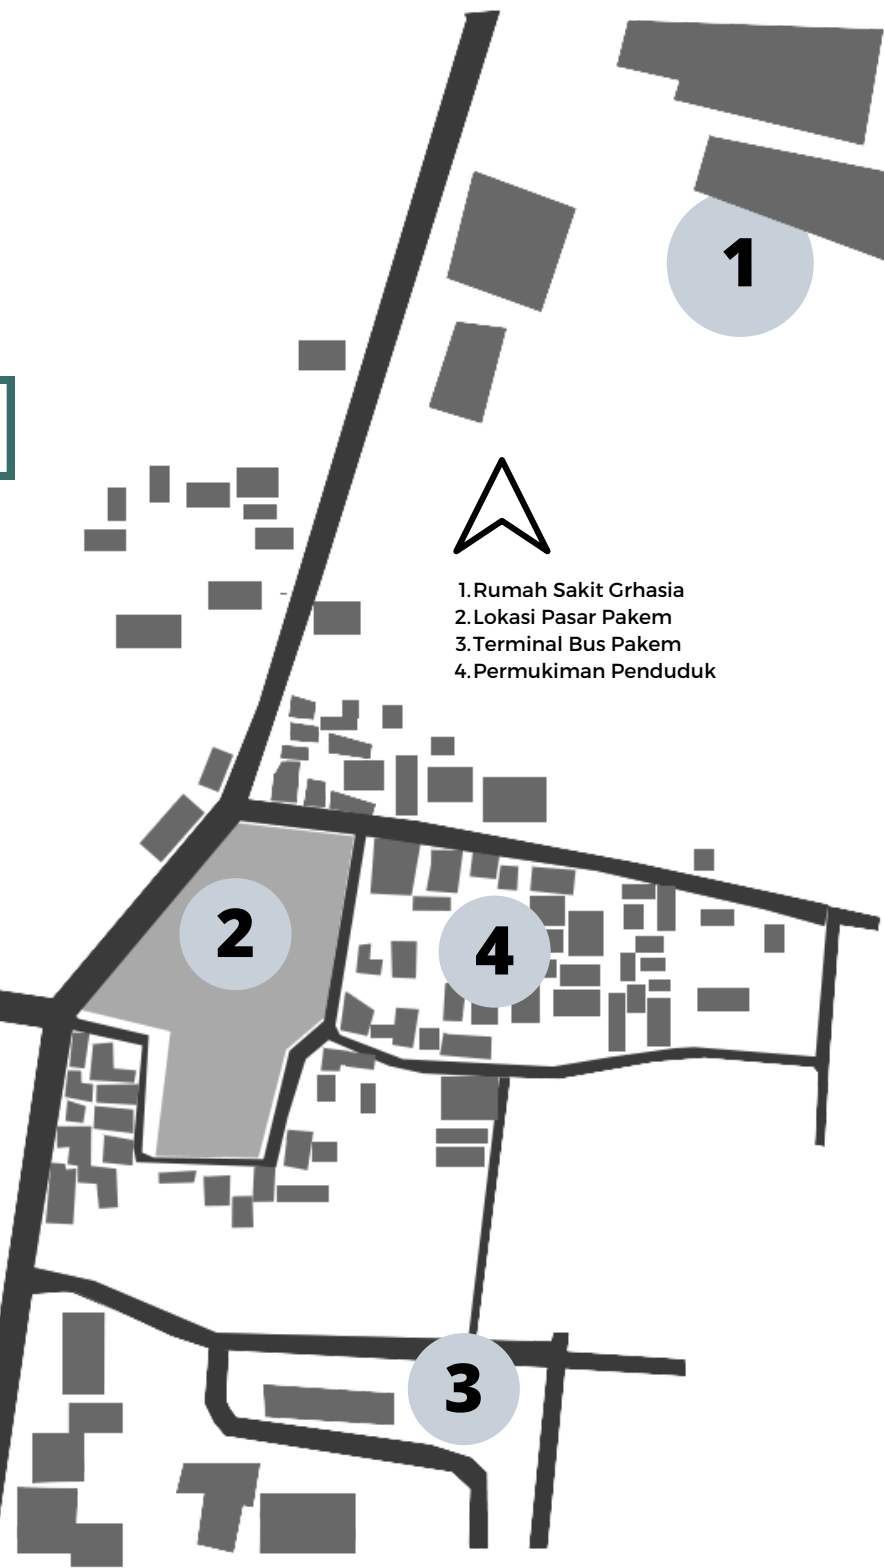 1
1.Rumah Sakit Grhasia
2.Lokasi Pasar Pakem
3.Terminal Bus Pakem
4.Permukiman Penduduk
2
4
3